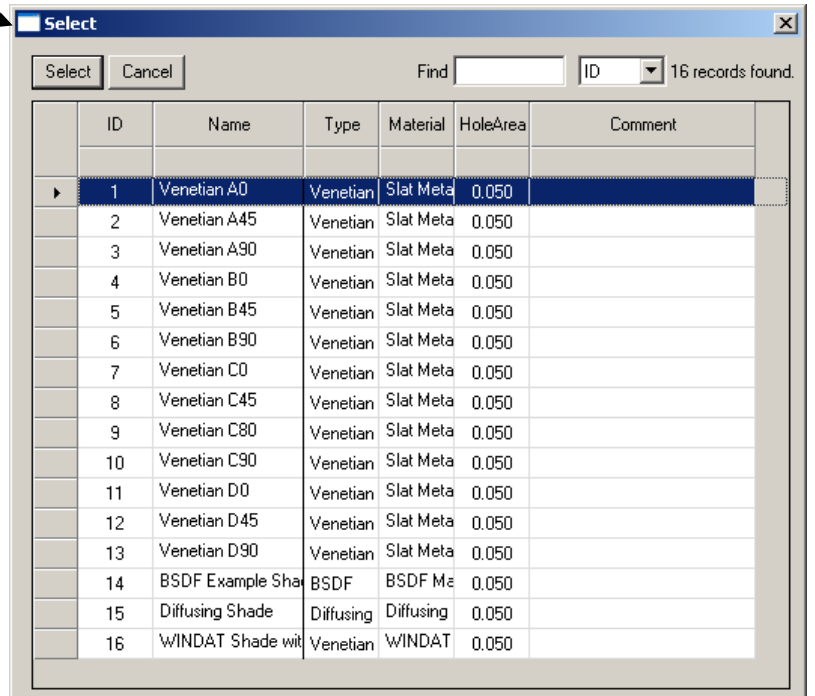 Select
Select Cancel Find ID 16 records found.
ID Name Type Material HoleArea Comment
1 Venetian A0 Venetian Slat Meta 0.050
2 Venetian A45 Venetian Slat Meta 0.050
3 Venetian A90 Venetian Slat Meta 0.050
4 Venetian B0 Venetian Slat Meta 0.050
5 Venetian B45 Venetian Slat Meta 0.050
6 Venetian B90 Venetian Slat Meta 0.050
7 Venetian C0 Venetian Slat Meta 0.050
8 Venetian C45 Venetian Slat Meta 0.050
9 Venetian C80 Venetian Slat Meta 0.050
10 Venetian C90 Venetian Slat Meta 0.050
11 Venetian D0 Venetian Slat Meta 0.050
12 Venetian D45 Venetian Slat Meta 0.050
13 Venetian D90 Venetian Slat Meta 0.050
14 BSDF Example Sha BSDF BSDF Ma 0.050
15 Diffusing Shade Diffusing Diffusing 0.050
16 WINDAT Shade wit Venetian WINDAT 0.050